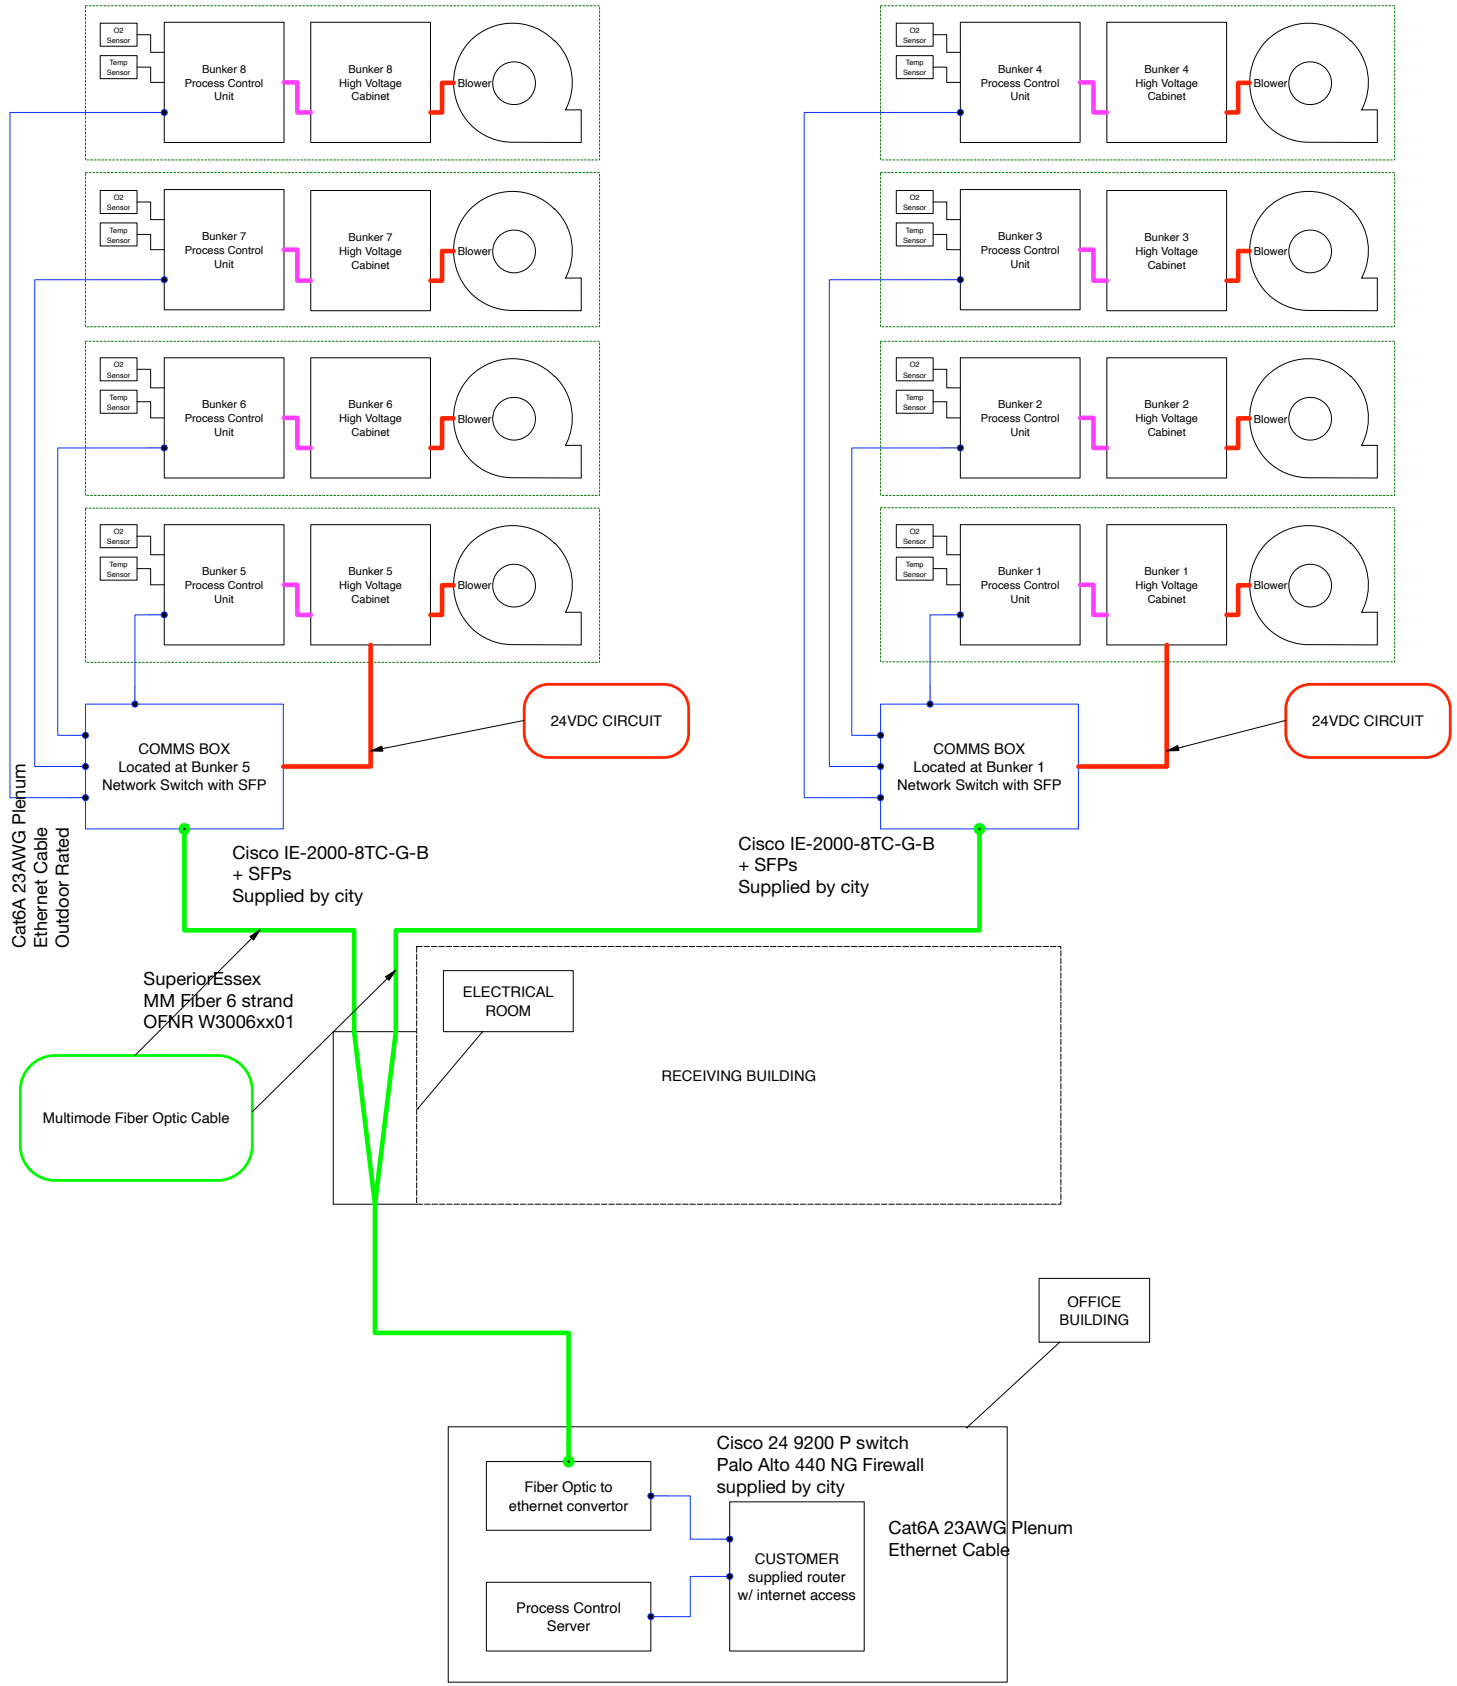 O2
Sensor
Temp
Sensor
Bunker 8
Process Control
Unit
Bunker 8
High Voltage
Cabinet
Blower
O2
Sensor
Temp
Sensor
Bunker 4
Process Control
Unit
Bunker 4
High Voltage
Cabinet
Blower
O2
Sensor
Temp
Sensor
Bunker 7
Process Control
Unit
Bunker 7
High Voltage
Cabinet
Blower
O2
Sensor
Temp
Sensor
Bunker 3
Process Control
Unit
Bunker 3
High Voltage
Cabinet
Blower
O2
Sensor
Temp
Sensor
Bunker 6
Process Control
Unit
Bunker 6
High Voltage
Cabinet
Blower
O2
Sensor
Temp
Sensor
Bunker 2
Process Control
Unit
Bunker 2
High Voltage
Cabinet
Blower
O2
Sensor
Temp
Sensor
Bunker 5
Process Control
Unit
Bunker 5
High Voltage
Cabinet
Blower
O2
Sensor
Temp
Sensor
Bunker 1
Process Control
Unit
Bunker 1
High Voltage
Cabinet
Blower
COMMS BOX
Located at Bunker 5
Network Switch with SFP
24VDC CIRCUIT
COMMS BOX
Located at Bunker 1
Network Switch with SFP
24VDC CIRCUIT
Cat6A 23AWG Plenum
Ethernet Cable
Outdoor Rated
Cisco IE-2000-8TC-G-B
+ SFPs
Supplied by city
Cisco IE-2000-8TC-G-B
+ SFPs
Supplied by city
SuperiorEssex
MM Fiber 6 strand
OFNR W3006xx01
Multimode Fiber Optic Cable
ELECTRICAL
ROOM
RECEIVING BUILDING
OFFICE
BUILDING
Cisco 24 9200 P switch
Palo Alto 440 NG Firewall
supplied by city
Fiber Optic to
ethernet convertor
Cat6A 23AWG Plenum
Ethernet Cable
CUSTOMER
supplied router
w/ internet access
Process Control
Server